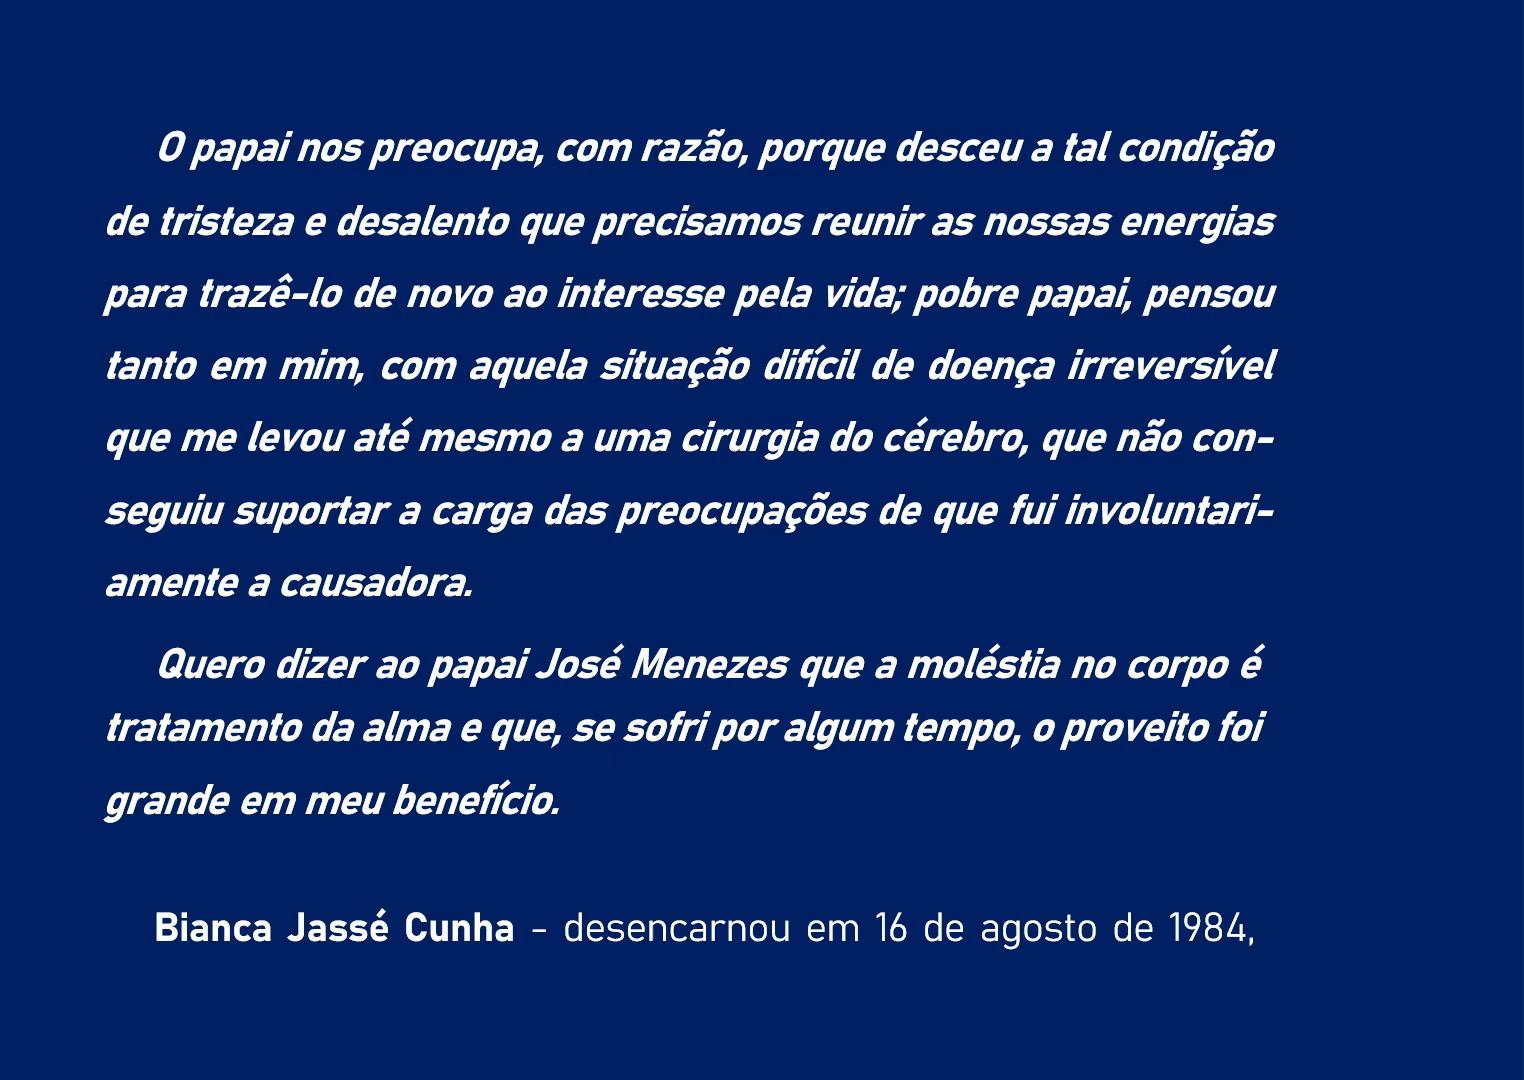 O papai nos preocupa, com razão, porque desceu a tal condição
de tristeza e desalento que precisamos reunir as nossas energias
para trazê-lo de novo ao interesse pela vida; pobre papai, pensou
tanto em mim, com aquela situação difícil de doença irreversível
que me levou até mesmo a uma cirurgia do cérebro, que não con-
seguiu suportar a carga das preocupações de que fui involuntari-
amente a causadora.
Quero dizer ao papai José Menezes que a moléstia no corpo é
tratamento da alma e que, se sofri por algum tempo, o proveito foi
grande em meu benefício.
Bianca Jassé Cunha - desencarnou em 16 de agosto de 1984,